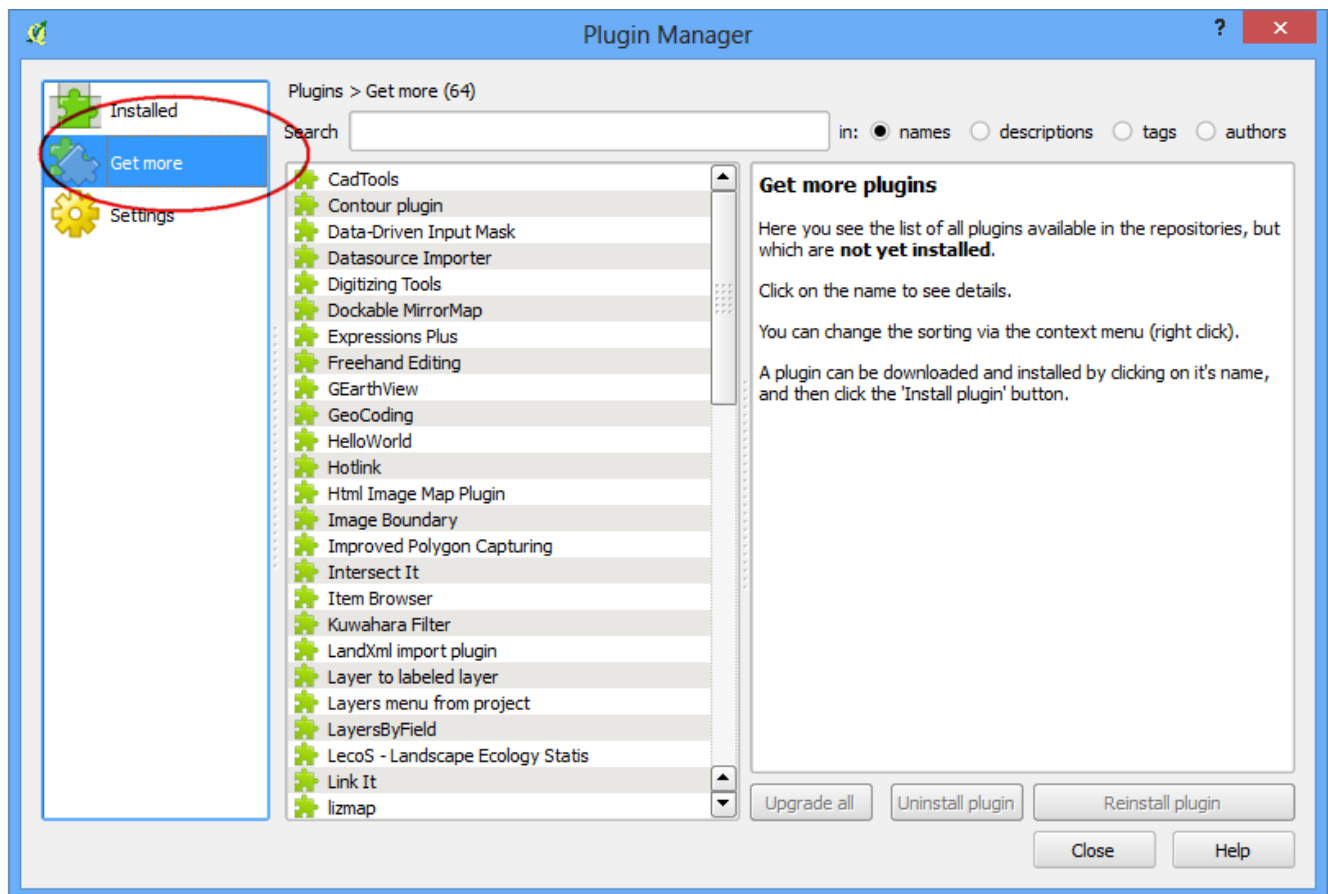 Plugin Manager
?
Installed
Get more
Settings
Plugins > Get more (64)
Search
in: names descriptions tags authors
CadTools
Contour plugin
Data-Driven Input Mask
Datasource Importer
Digitizing Tools
Dockable MirrorMap
Expressions Plus
Freehand Editing
GEarthView
GeoCoding
HelloWorld
Hotlink
Html Image Map Plugin
Image Boundary
Improved Polygon Capturing
Intersect It
Item Browser
Kuwahara Filter
LandXml import plugin
Layer to labeled layer
Layers menu from project
LayersByField
LecoS - Landscape Ecology Statis
Link It
lizmap
Get more plugins
Here you see the list of all plugins available in the repositories, but
which are not yet installed.
Click on the name to see details.
You can change the sorting via the context menu (right click).
A plugin can be downloaded and installed by clicking on it's name,
and then click the 'Install plugin' button.
Upgrade all
Uninstall plugin
Reinstall plugin
Close
Help